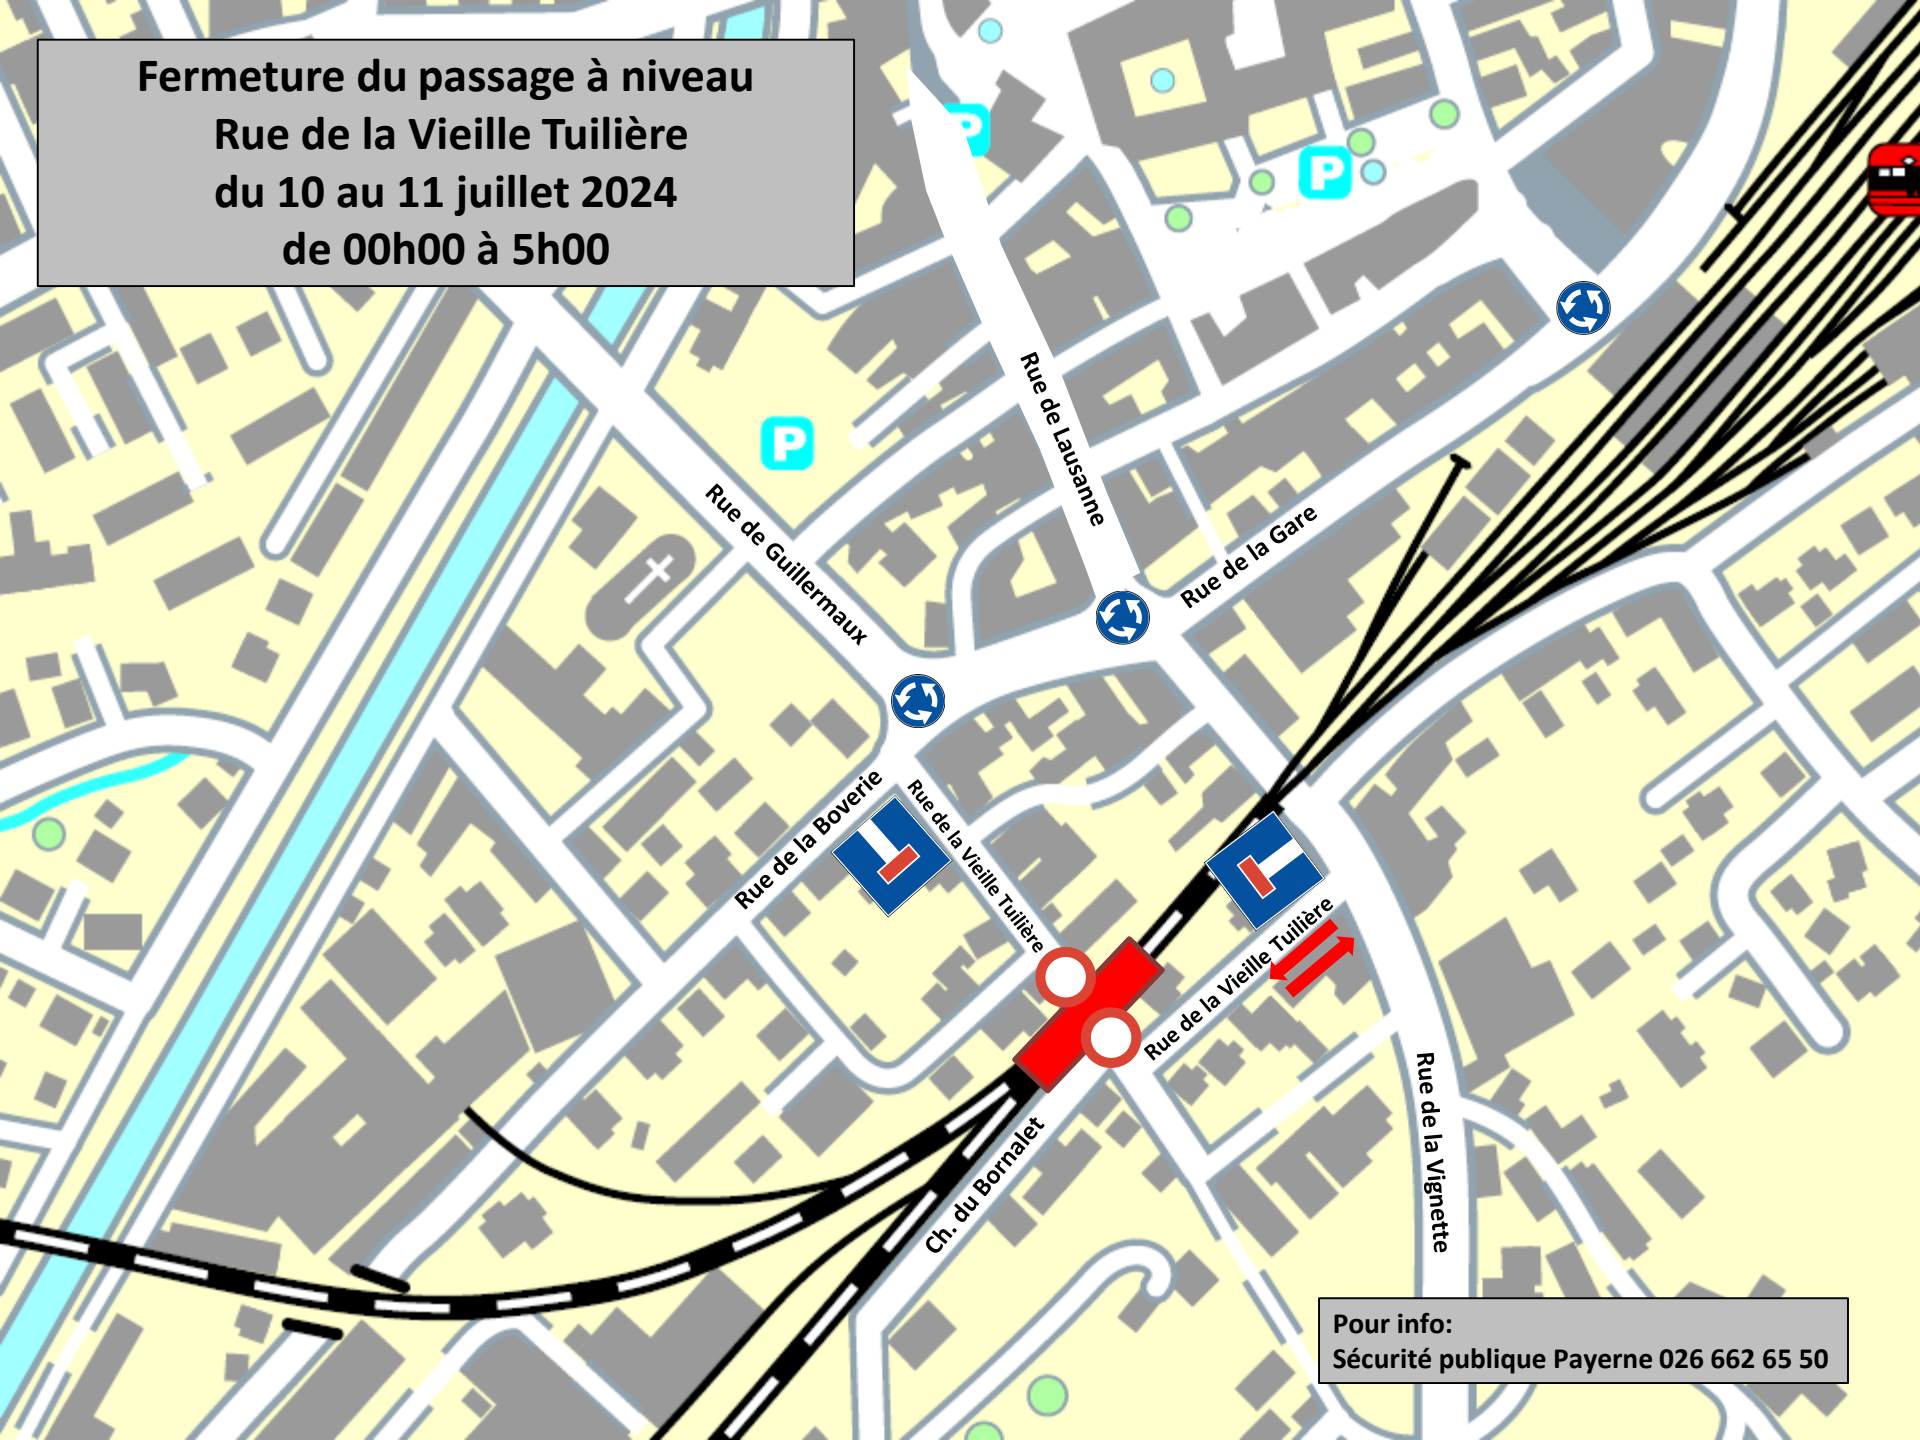 Fermeture du passage à niveau
Rue de la Vieille Tuilière
du 10 au 11 juillet 2024
de 00h00 à 5h00
P
P
P
Rue de Lausanne
Rue de Guillermaux
Rue de la Gare
Rue de la Boverie
Rue de la Vieille Tuilière
Rue de la Vieille Tuilière
Ch. du Bornalet
Rue de la Vignette
Pour info:
Sécurité publique Payerne 026 662 65 50